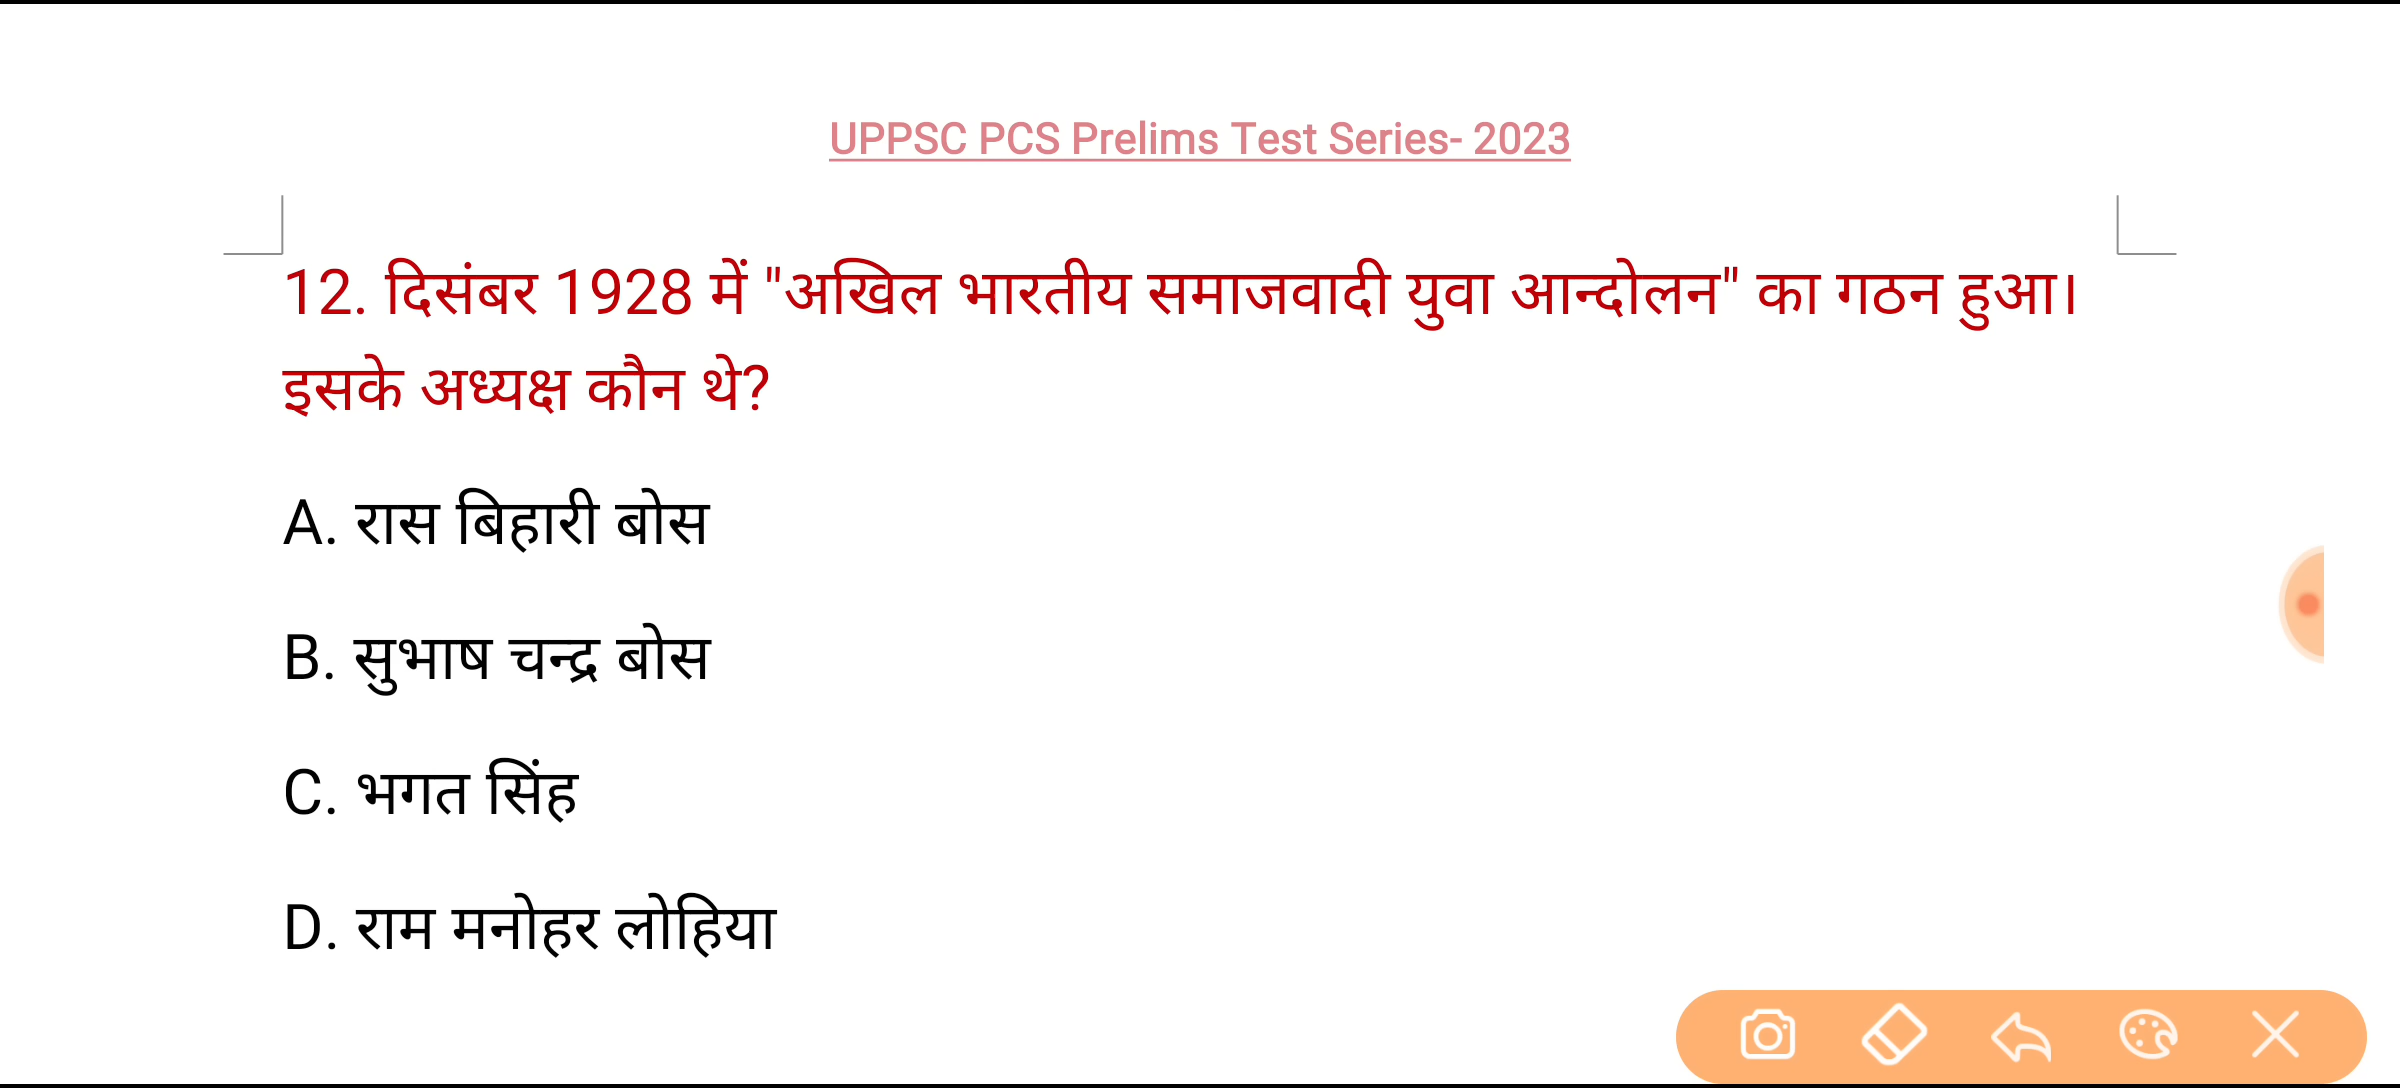 UPPSC PCS Prelims Test Series- 2023
12. दिसंबर 1928 में "अखिल भारतीय समाजवादी युवा आन्दोलन" का गठन हुआ।
इसके अध्यक्ष कौन थे?
A. रास बिहारी बोस
B. सुभाष चन्द्र बोस
C. भगत सिंह
D. राम मनोहर लोहिया